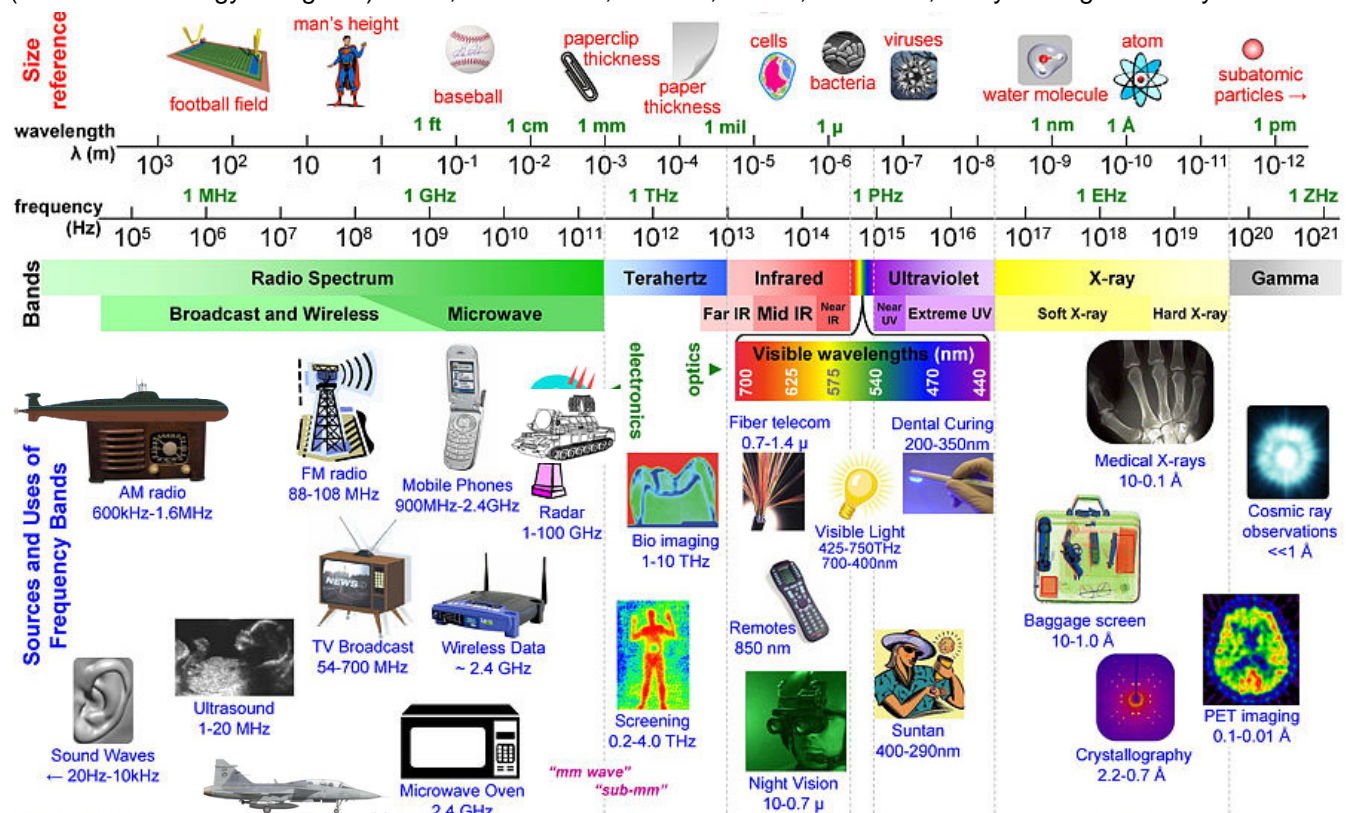 Size reference
football field
man's height
baseball
paperclip
thickness
paper
thickness
cells
bacteria
viruses
water molecule
atom
subatomic
particles →
wavelength
λ (m)
1 ft 1 cm 1 mm 1 mil 1 µ 1 nm 1 Å 1 pm
10³ 10² 10 1 10⁻¹ 10⁻² 10⁻³ 10⁻⁴ 10⁻⁵ 10⁻⁶ 10⁻⁷ 10⁻⁸ 10⁻⁹ 10⁻¹⁰ 10⁻¹¹ 10⁻¹²
frequency
(Hz)
1 MHz 1 GHz 1 THz 1 PHz 1 EHz 1 ZHz
10⁵ 10⁶ 10⁷ 10⁸ 10⁹ 10¹⁰ 10¹¹ 10¹² 10¹³ 10¹⁴ 10¹⁵ 10¹⁶ 10¹⁷ 10¹⁸ 10¹⁹ 10²⁰ 10²¹
Bands
Radio Spectrum Terahertz Infrared Ultraviolet X-ray Gamma
Broadcast and Wireless Microwave
Far IR Mid IR
Near
IR
Near
UV
Extreme UV Soft X-ray Hard X-ray
electronics
optics
Visible wavelengths (nm)
700 625 575 540 470 440
Sources and Uses of
Frequency Bands
AM radio
600kHz-1.6MHz
FM radio
88-108 MHz
Mobile Phones
900MHz-2.4GHz
Radar
1-100 GHz
Bio imaging
1-10 THz
Fiber telecom
0.7-1.4 µ
Visible Light
425-750THz
700-400nm
Dental Curing
200-350nm
Medical X-rays
10-0.1 Å
Cosmic ray
observations
<<1 Å
Sound Waves
← 20Hz-10kHz
Ultrasound
1-20 MHz
NEWS
TV Broadcast
54-700 MHz
Wireless Data
~ 2.4 GHz
Microwave Oven
2.4 GHz
"mm wave"
"sub-mm"
Screening
0.2-4.0 THz
Remotes
850 nm
Night Vision
10-0.7 µ
Suntan
400-290nm
Baggage screen
10-1.0 Å
Crystallography
2.2-0.7 Å
PET imaging
0.1-0.01 Å